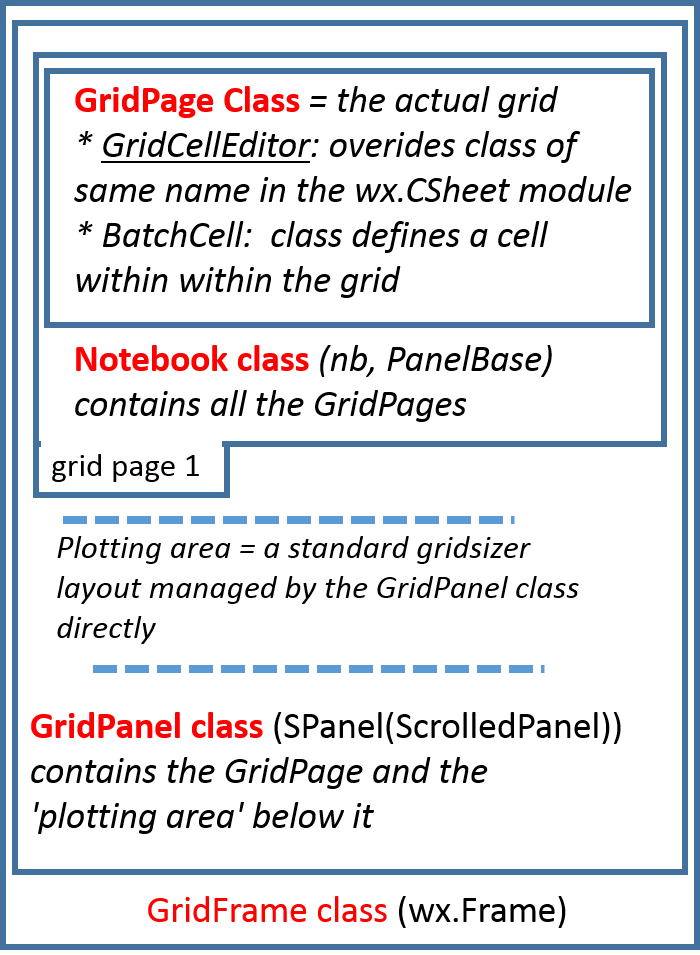 GridPage Class = the actual grid
* GridCellEditor: overides class of
same name in the wx.CSheet module
* BatchCell:  class defines a cell
within within the grid
Notebook class (nb, PanelBase)
contains all the GridPages
grid page 1
Plotting area = a standard gridsizer
layout managed by the GridPanel class
directly
GridPanel class (SPanel(ScrolledPanel))
contains the GridPage and the
'plotting area' below it
GridFrame class (wx.Frame)